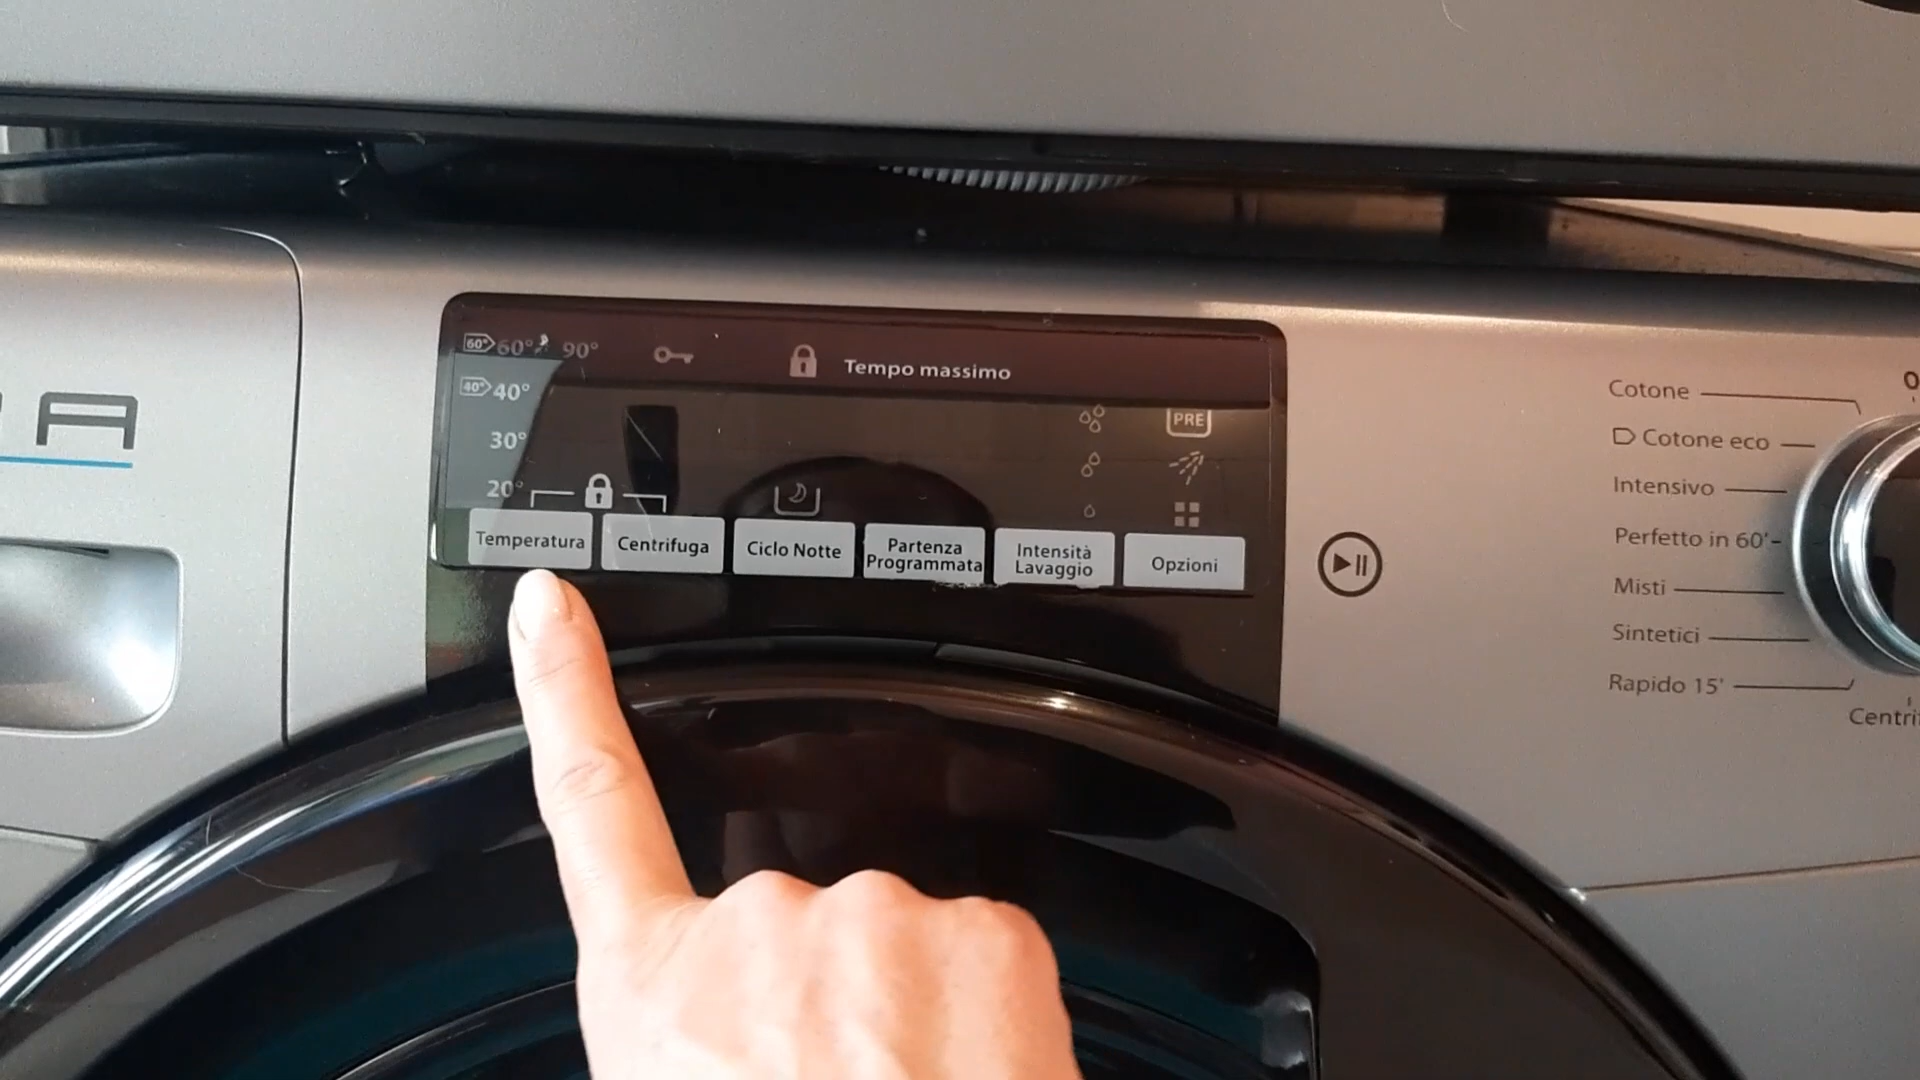 60° 60° 90°
Tempo massimo
40° 40°
30°
20°
PRE
Temperatura
Centrifuga
Ciclo Notte
Partenza
Programmata
Intensità
Lavaggio
Opzioni
Cotone
Cotone eco
Intensivo
Perfetto in 60'
Misti
Sintetici
Rapido 15'